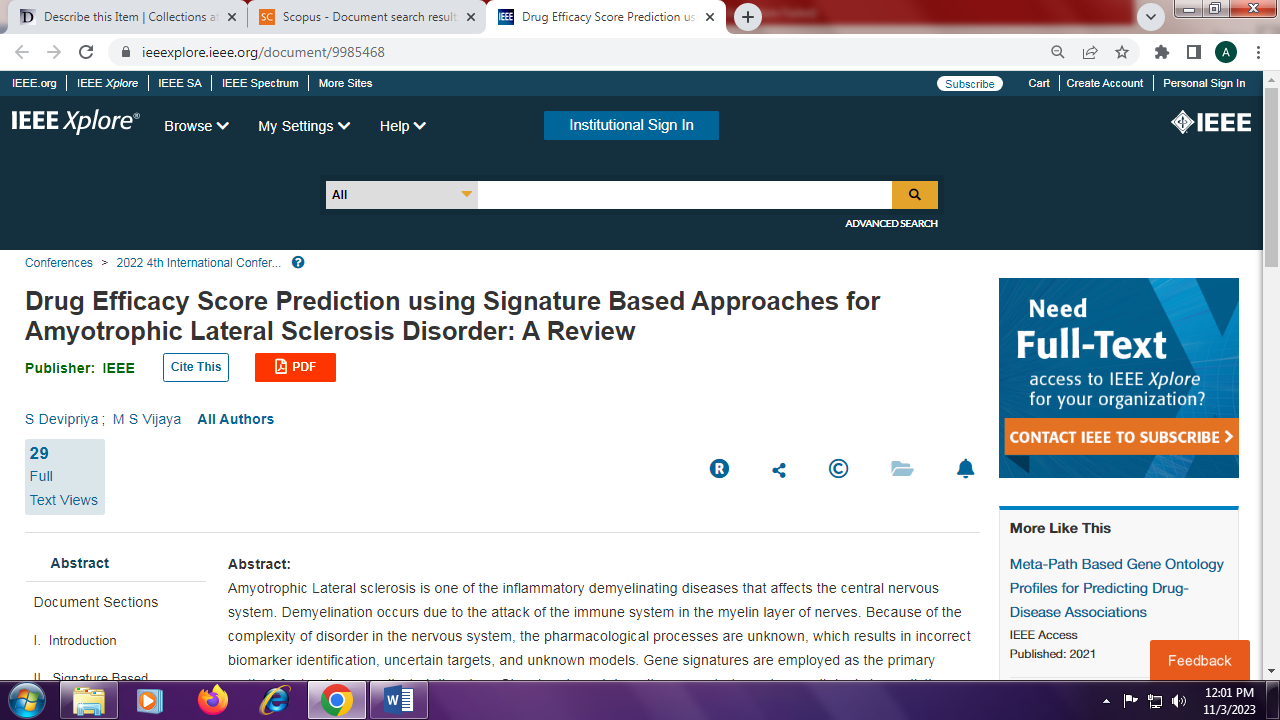 Describe this Item | Collections at
Scopus - Document search result
Drug Efficacy Score Prediction us
ieeexplore.ieee.org/document/9985468
A
IEEE.org
IEEE Xplore
IEEE SA
IEEE Spectrum
More Sites
Subscribe
Cart
Create Account
Personal Sign In
IEEE Xplore®
Browse
My Settings
Help
Institutional Sign In
IEEE
All
ADVANCED SEARCH
Conferences > 2022 4th International Confer...
Drug Efficacy Score Prediction using Signature Based Approaches for
Amyotrophic Lateral Sclerosis Disorder: A Review
Publisher: IEEE
Cite This
PDF
S Devipriya ; M S Vijaya
All Authors
29
Full
Text Views
Need
Full-Text
access to IEEE Xplore
for your organization?
CONTACT IEEE TO SUBSCRIBE
Abstract
Document Sections
I. Introduction
II. Signature Based
Abstract:
Amyotrophic Lateral sclerosis is one of the inflammatory demyelinating diseases that affects the central nervous
system. Demyelination occurs due to the attack of the immune system in the myelin layer of nerves. Because of the
complexity of disorder in the nervous system, the pharmacological processes are unknown, which results in incorrect
biomarker identification, uncertain targets, and unknown models. Gene signatures are employed as the primary
More Like This
Meta-Path Based Gene Ontology
Profiles for Predicting Drug-
Disease Associations
IEEE Access
Published: 2021
Feedback
12:01 PM
11/3/2023